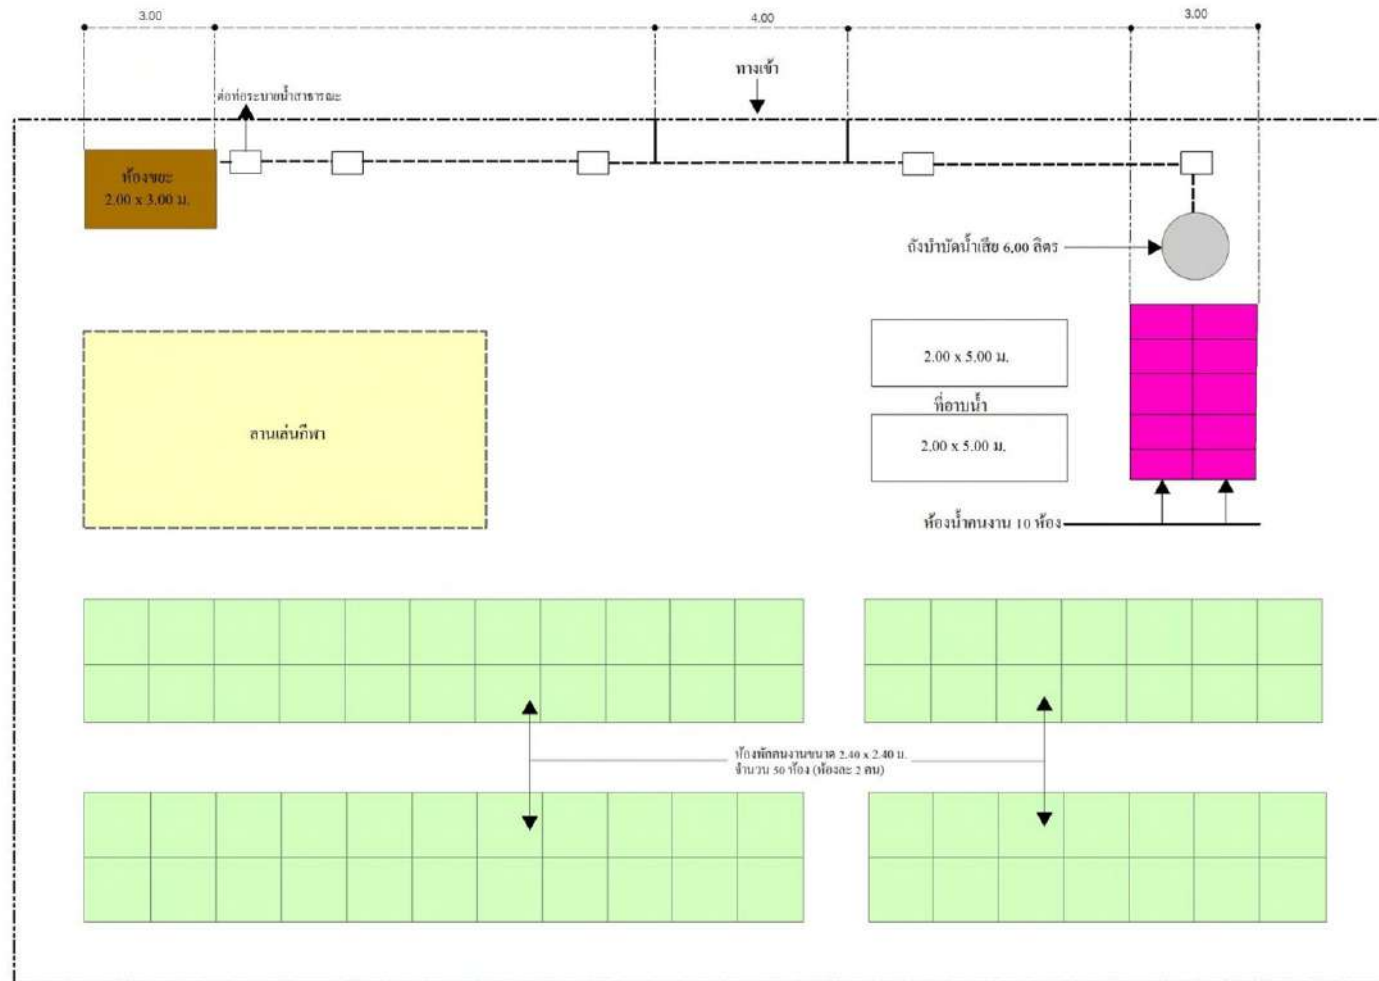 3.00
4.00
3.00
ทางเข้า
ต่อท่อระบายน้ำสาธารณะ
ห้องขยะ
2.00 x 3.00 ม.
ถังบำบัดน้ำเสีย 6,00 ลิตร
2.00 x 5.00 ม.
ที่อาบน้ำ
2.00 x 5.00 ม.
ลานเล่นกีฬา
ห้องน้ำคนงาน 10 ห้อง
ห้องพักคนงานขนาด 2.40 x 2.40 ม.
จำนวน 50 ห้อง (ห้องละ 2 คน)